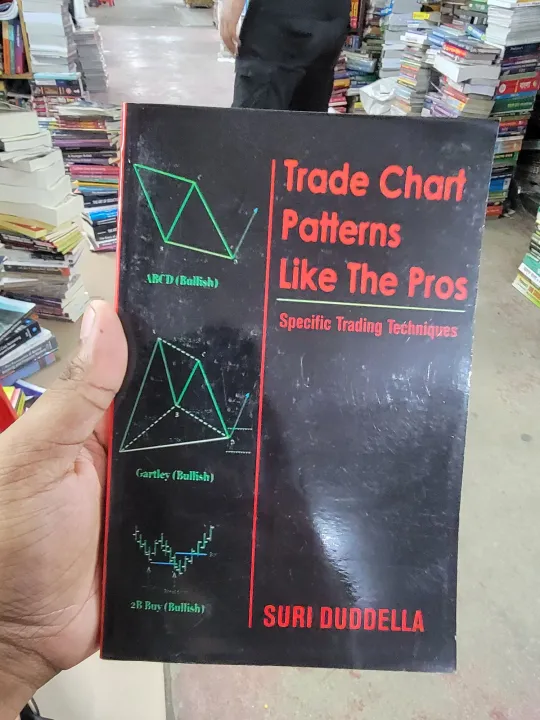 Trade Chart
Patterns
Like The Pros
Specific Trading Techniques
ABCD (Bullish)
Gartley (Bullish)
2B Buy (Bullish)
SURI DUDDELLA